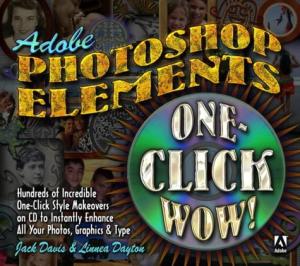 Adobe
PHOTOSHOP
ELEMENTS
ONE-
CLICK
WOW!
Hundreds of Incredible
One-Click Style Makeovers
on CD to Instantly Enhance
All Your Photos, Graphics & Type
Jack Davis & Linnea Dayton
Adobe